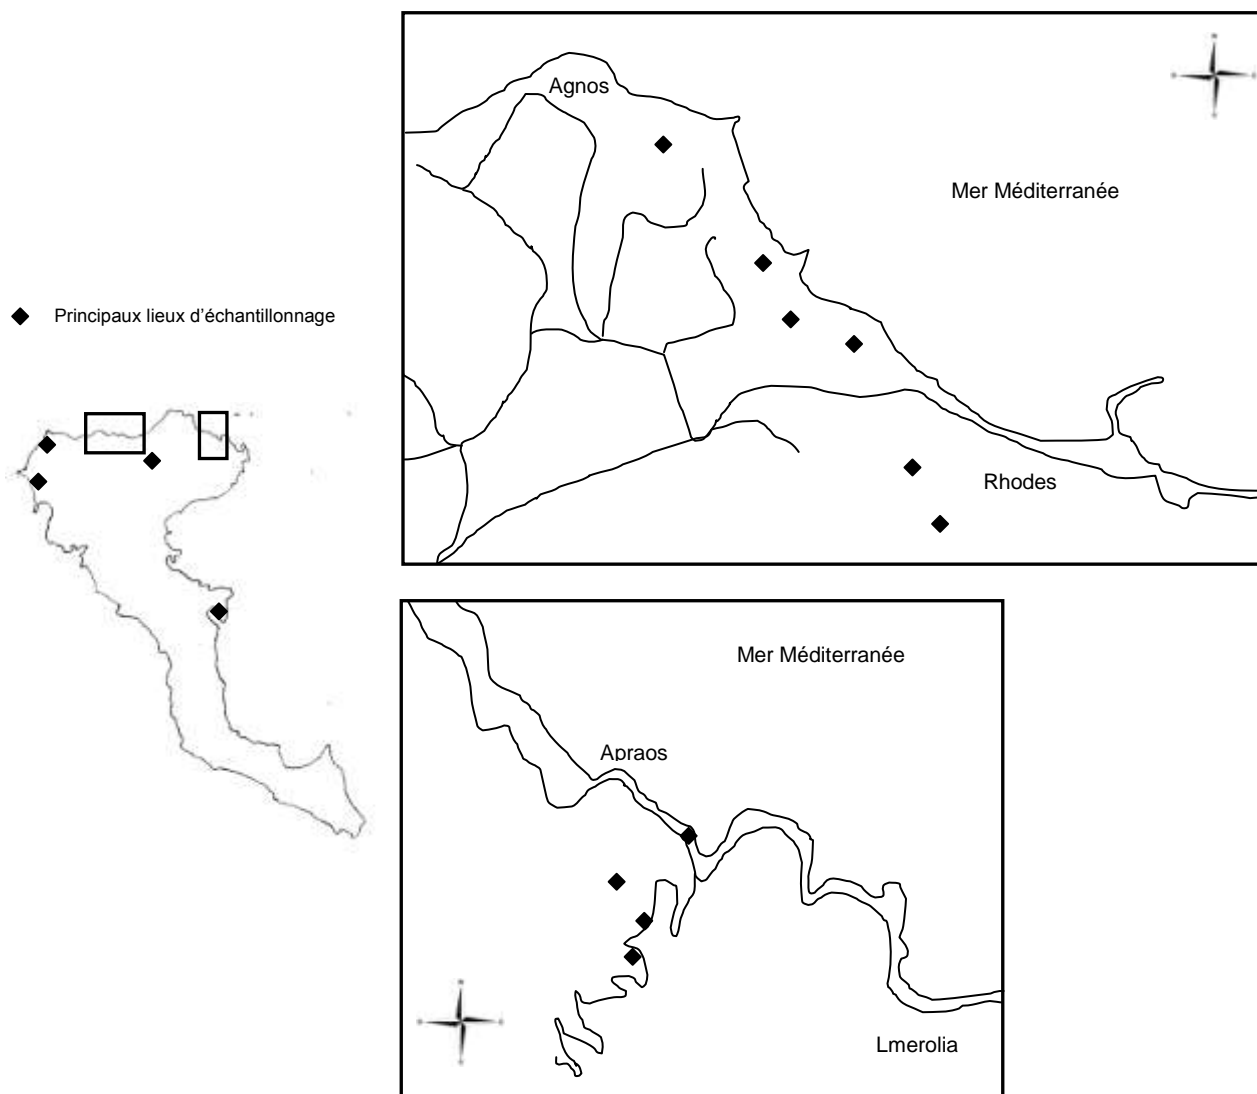 Agnos
Mer Méditerranée
Principaux lieux d’échantillonnage
Rhodes
Mer Méditerranée
Apraos
Lmerolia